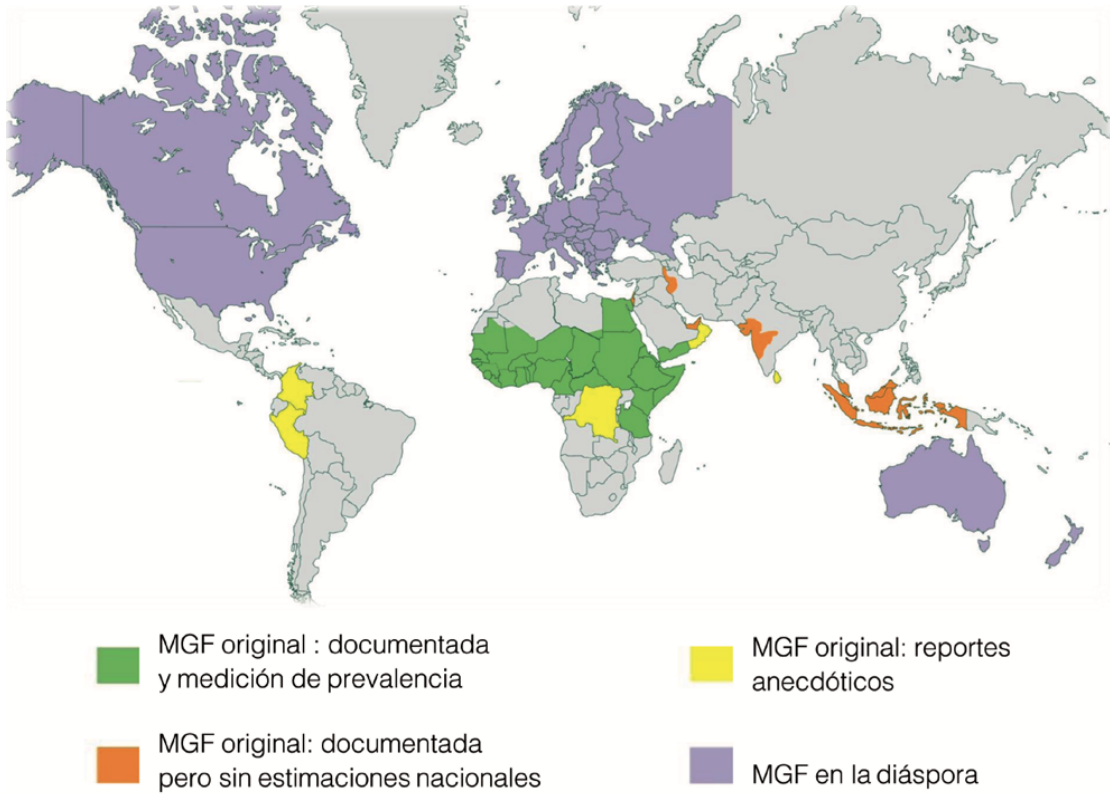 MGF original : documentada
y medición de prevalencia
MGF original: documentada
pero sin estimaciones nacionales
MGF original: reportes
anecdóticos
MGF en la diáspora